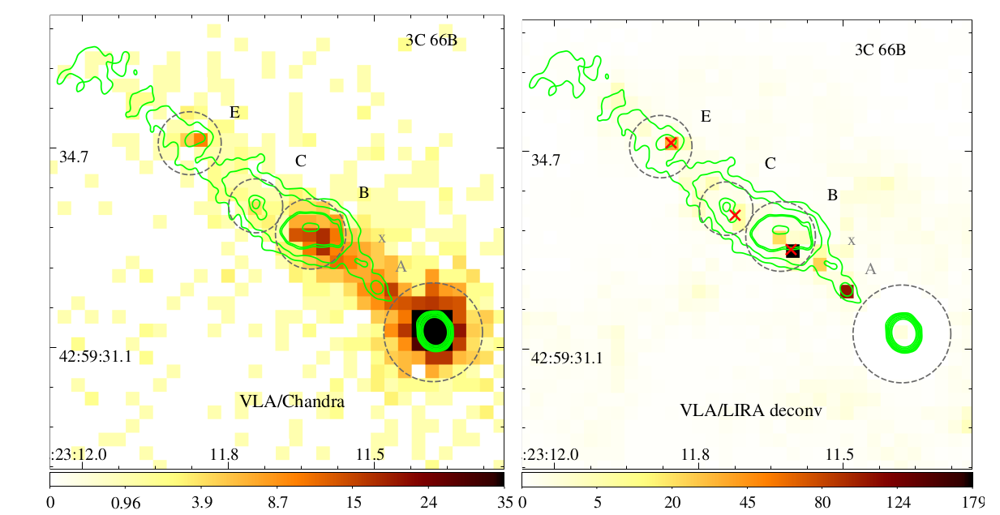 3C 66B
E
34.7
C
B
x
A
42:59:31.1
VLA/Chandra
:23:12.0 11.8 11.5
0 0.96 3.9 8.7 15 24 35
3C 66B
E
34.7
C
B
x
A
42:59:31.1
VLA/LIRA deconv
:23:12.0 11.8 11.5
0 5 20 45 80 124 179